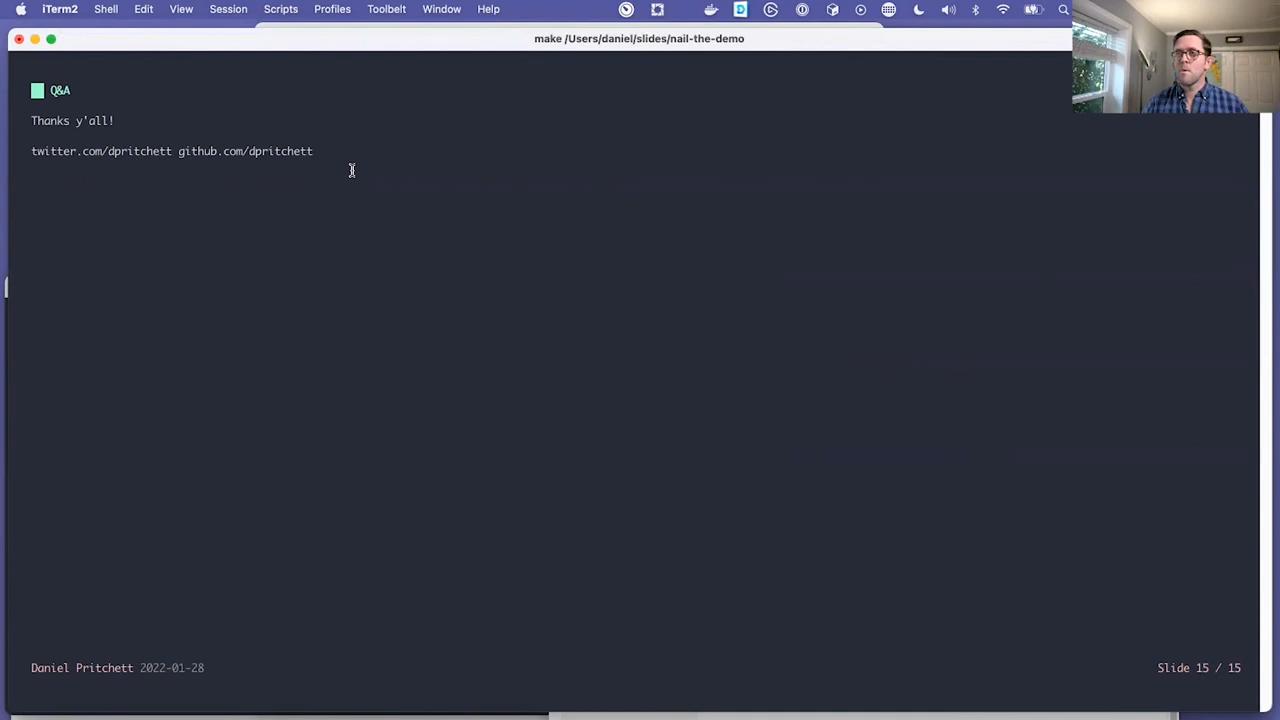 iTerm2 Shell Edit View Session Scripts Profiles Toolbelt Window Help
make /Users/daniel/slides/nail-the-demo
Q&A
Thanks y'all!
twitter.com/dpritchett github.com/dpritchett
Daniel Pritchett 2022-01-28
Slide 15 / 15